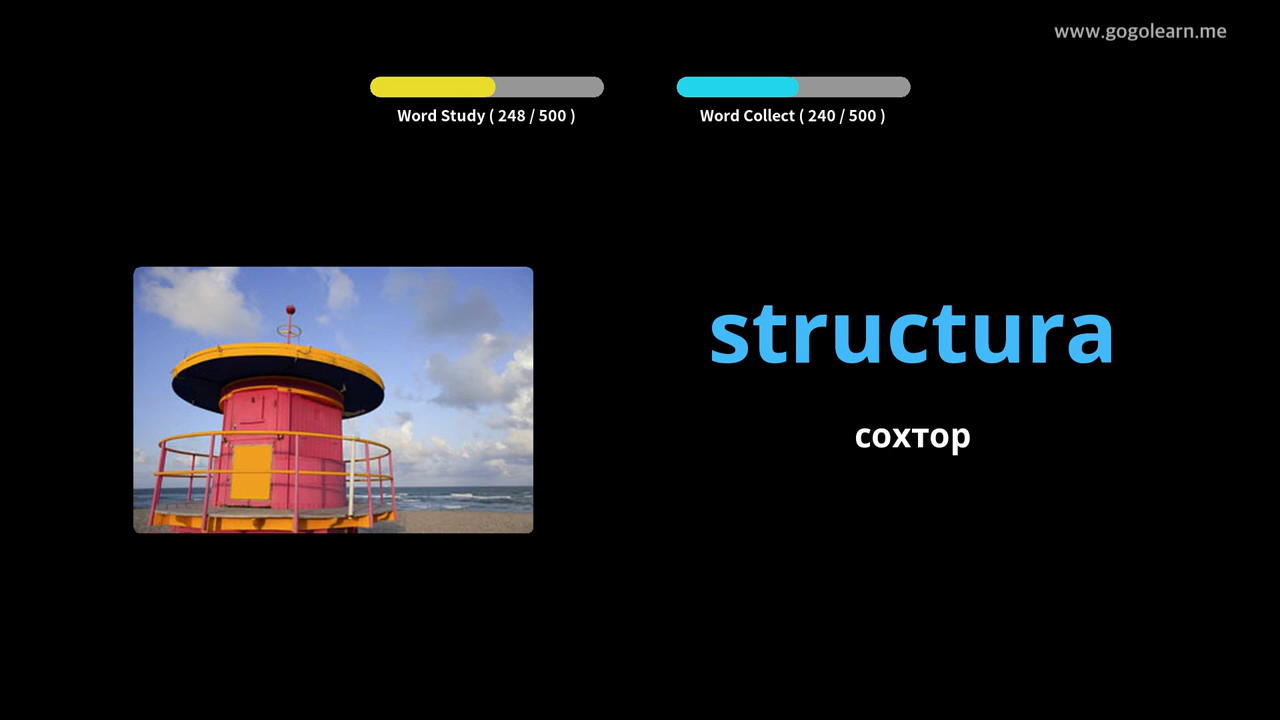 www.gogolearn.me
Word Study ( 248 / 500 )
Word Collect ( 240 / 500 )
structura
сохтор